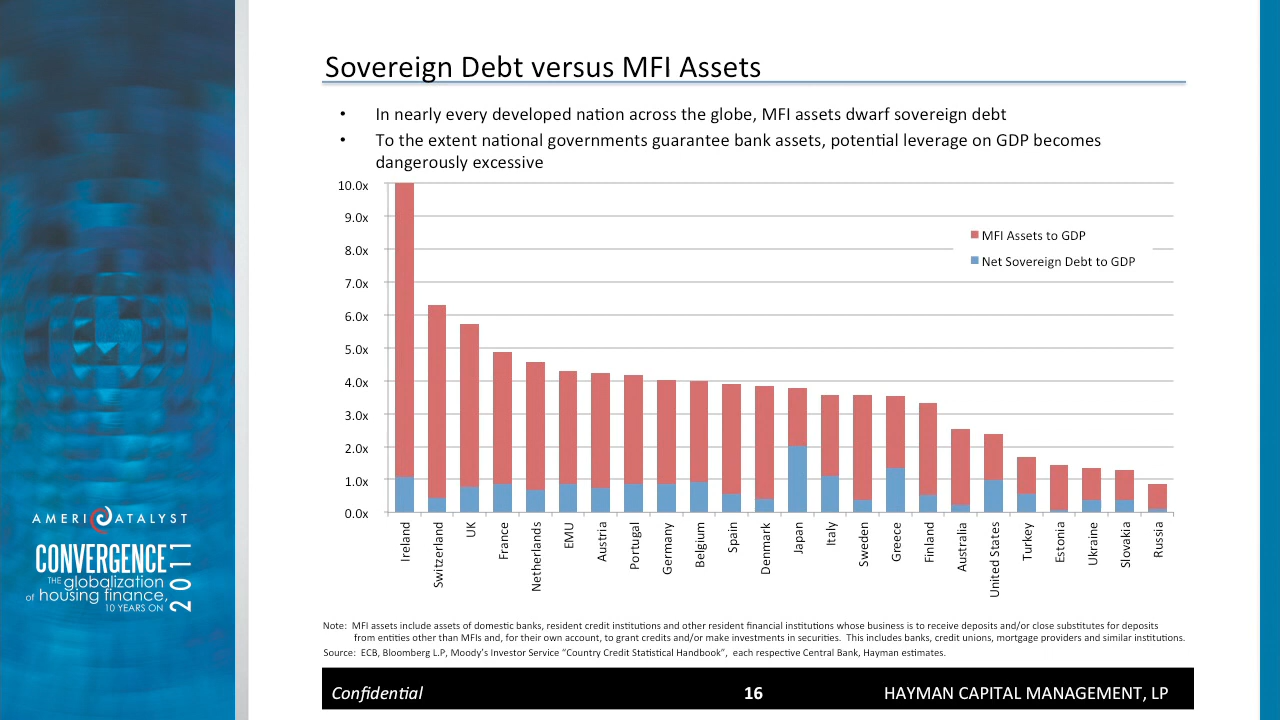 Sovereign Debt versus MFI Assets
• In nearly every developed nation across the globe, MFI assets dwarf sovereign debt
• To the extent national governments guarantee bank assets, potential leverage on GDP becomes
dangerously excessive
10.0x
9.0x
8.0x
7.0x
6.0x
5.0x
4.0x
3.0x
2.0x
1.0x
0.0x
MFI Assets to GDP
Net Sovereign Debt to GDP
Ireland
Switzerland
UK
France
Netherlands
EMU
Austria
Portugal
Germany
Belgium
Spain
Denmark
Japan
Italy
Sweden
Greece
Finland
Australia
United States
Turkey
Estonia
Ukraine
Slovakia
Russia
Note: MFI assets include assets of domestic banks, resident credit institutions and other resident financial institutions whose business is to receive deposits and/or close substitutes for deposits
from entities other than MFIs and, for their own account, to grant credits and/or make investments in securities. This includes banks, credit unions, mortgage providers and similar institutions.
Source: ECB, Bloomberg L.P, Moody's Investor Service "Country Credit Statistical Handbook", each respective Central Bank, Hayman estimates.
Confidential 16 HAYMAN CAPITAL MANAGEMENT, LP
AMERICATALYST
CONVERGENCE
THE globalization
of housing finance,
10 YEARS ON
2011